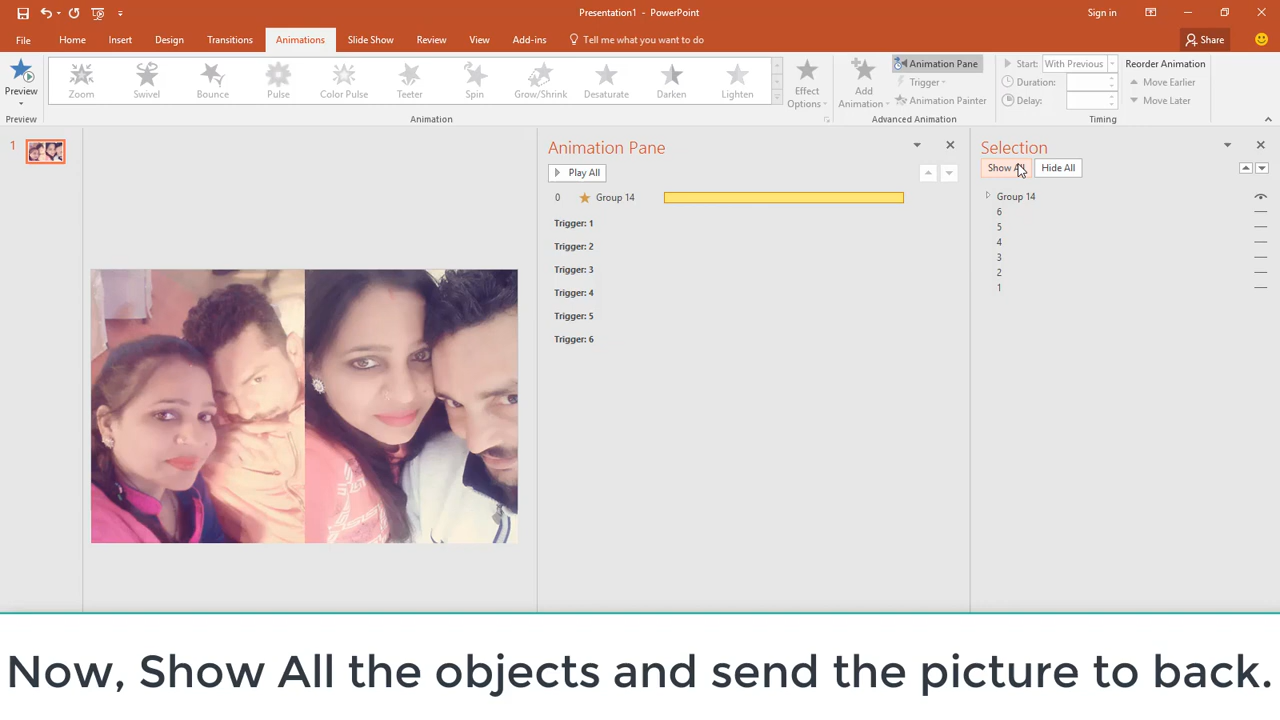 Presentation1 - PowerPoint
Sign in
File Home Insert Design Transitions Animations Slide Show Review View Add-ins Tell me what you want to do Share
Preview
Zoom Swivel Bounce Pulse Color Pulse Teeter Spin Grow/Shrink Desaturate Darken Lighten
Effect Options
Add Animation
Animation Pane
Trigger
Animation Painter
Start: With Previous
Duration:
Delay:
Reorder Animation
Move Earlier
Move Later
Preview Animation Advanced Animation Timing
1
Animation Pane
Play All
0 Group 14
Trigger: 1
Trigger: 2
Trigger: 3
Trigger: 4
Trigger: 5
Trigger: 6
Selection
Show All Hide All
Group 14
6
5
4
3
2
1
Now, Show All the objects and send the picture to back.